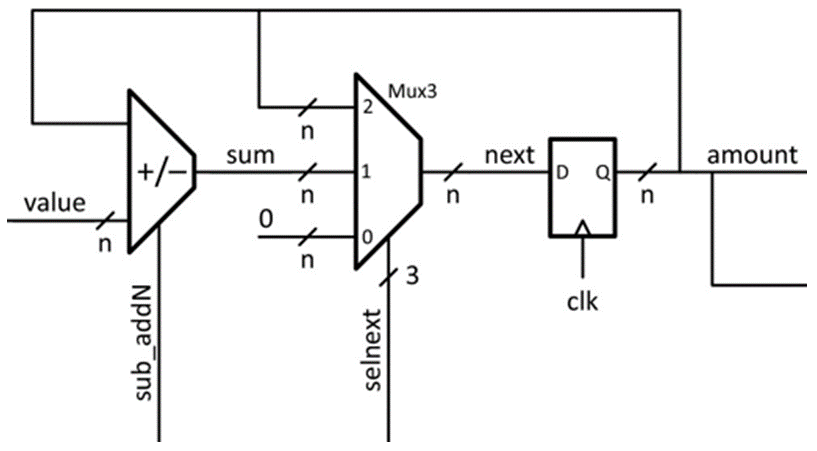 Mux3
2
n
+/−
sum
1
n
next
n
D
Q
n
amount
value
n
0
n
0
3
clk
sub_addN
selnext